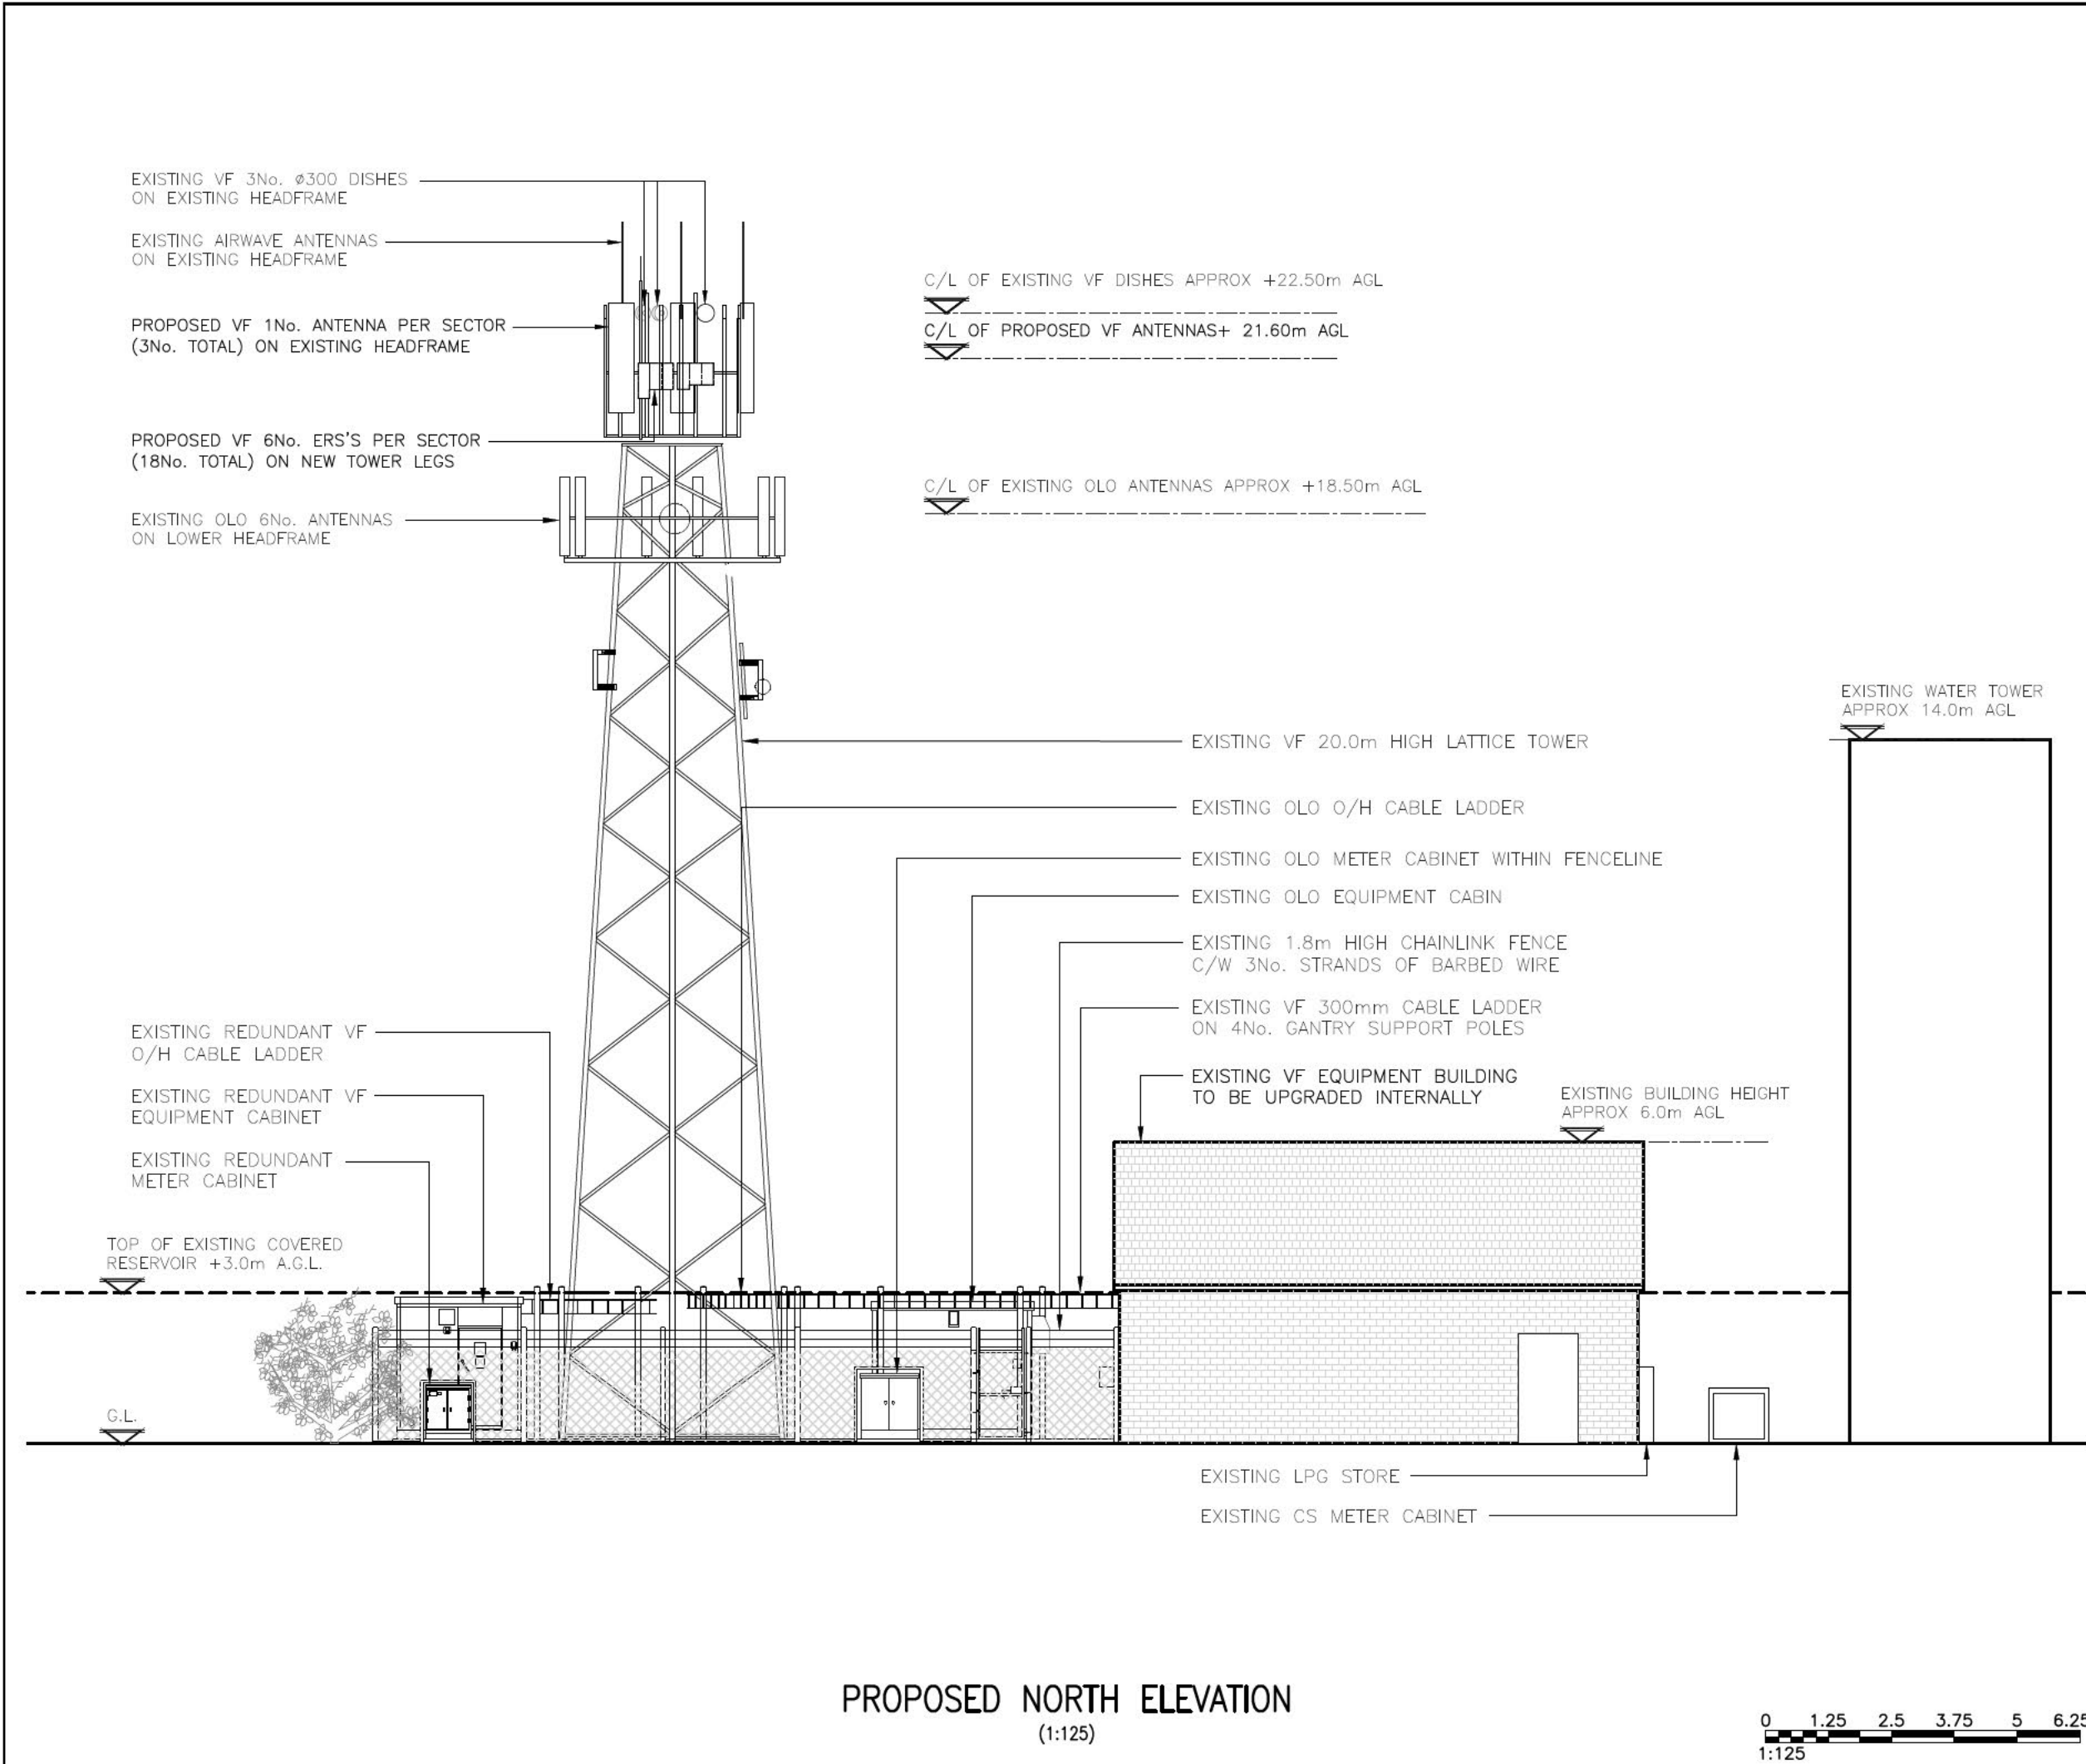 EXISTING VF 3No. ø300 DISHES
ON EXISTING HEADFRAME
EXISTING AIRWAVE ANTENNAS
ON EXISTING HEADFRAME
PROPOSED VF 1No. ANTENNA PER SECTOR
(3No. TOTAL) ON EXISTING HEADFRAME
PROPOSED VF 6No. ERS'S PER SECTOR
(18No. TOTAL) ON NEW TOWER LEGS
EXISTING OLO 6No. ANTENNAS
ON LOWER HEADFRAME
C/L OF EXISTING VF DISHES APPROX +22.50m AGL
C/L OF PROPOSED VF ANTENNAS+ 21.60m AGL
C/L OF EXISTING OLO ANTENNAS APPROX +18.50m AGL
EXISTING WATER TOWER
APPROX 14.0m AGL
EXISTING VF 20.0m HIGH LATTICE TOWER
EXISTING OLO O/H CABLE LADDER
EXISTING OLO METER CABINET WITHIN FENCELINE
EXISTING OLO EQUIPMENT CABIN
EXISTING 1.8m HIGH CHAINLINK FENCE
C/W 3No. STRANDS OF BARBED WIRE
EXISTING VF 300mm CABLE LADDER
ON 4No. GANTRY SUPPORT POLES
EXISTING VF EQUIPMENT BUILDING
TO BE UPGRADED INTERNALLY
EXISTING BUILDING HEIGHT
APPROX 6.0m AGL
EXISTING REDUNDANT VF
O/H CABLE LADDER
EXISTING REDUNDANT VF
EQUIPMENT CABINET
EXISTING REDUNDANT
METER CABINET
TOP OF EXISTING COVERED
RESERVOIR +3.0m A.G.L.
G.L.
EXISTING LPG STORE
EXISTING CS METER CABINET
PROPOSED NORTH ELEVATION
(1:125)
0 1.25 2.5 3.75 5 6.25
1:125